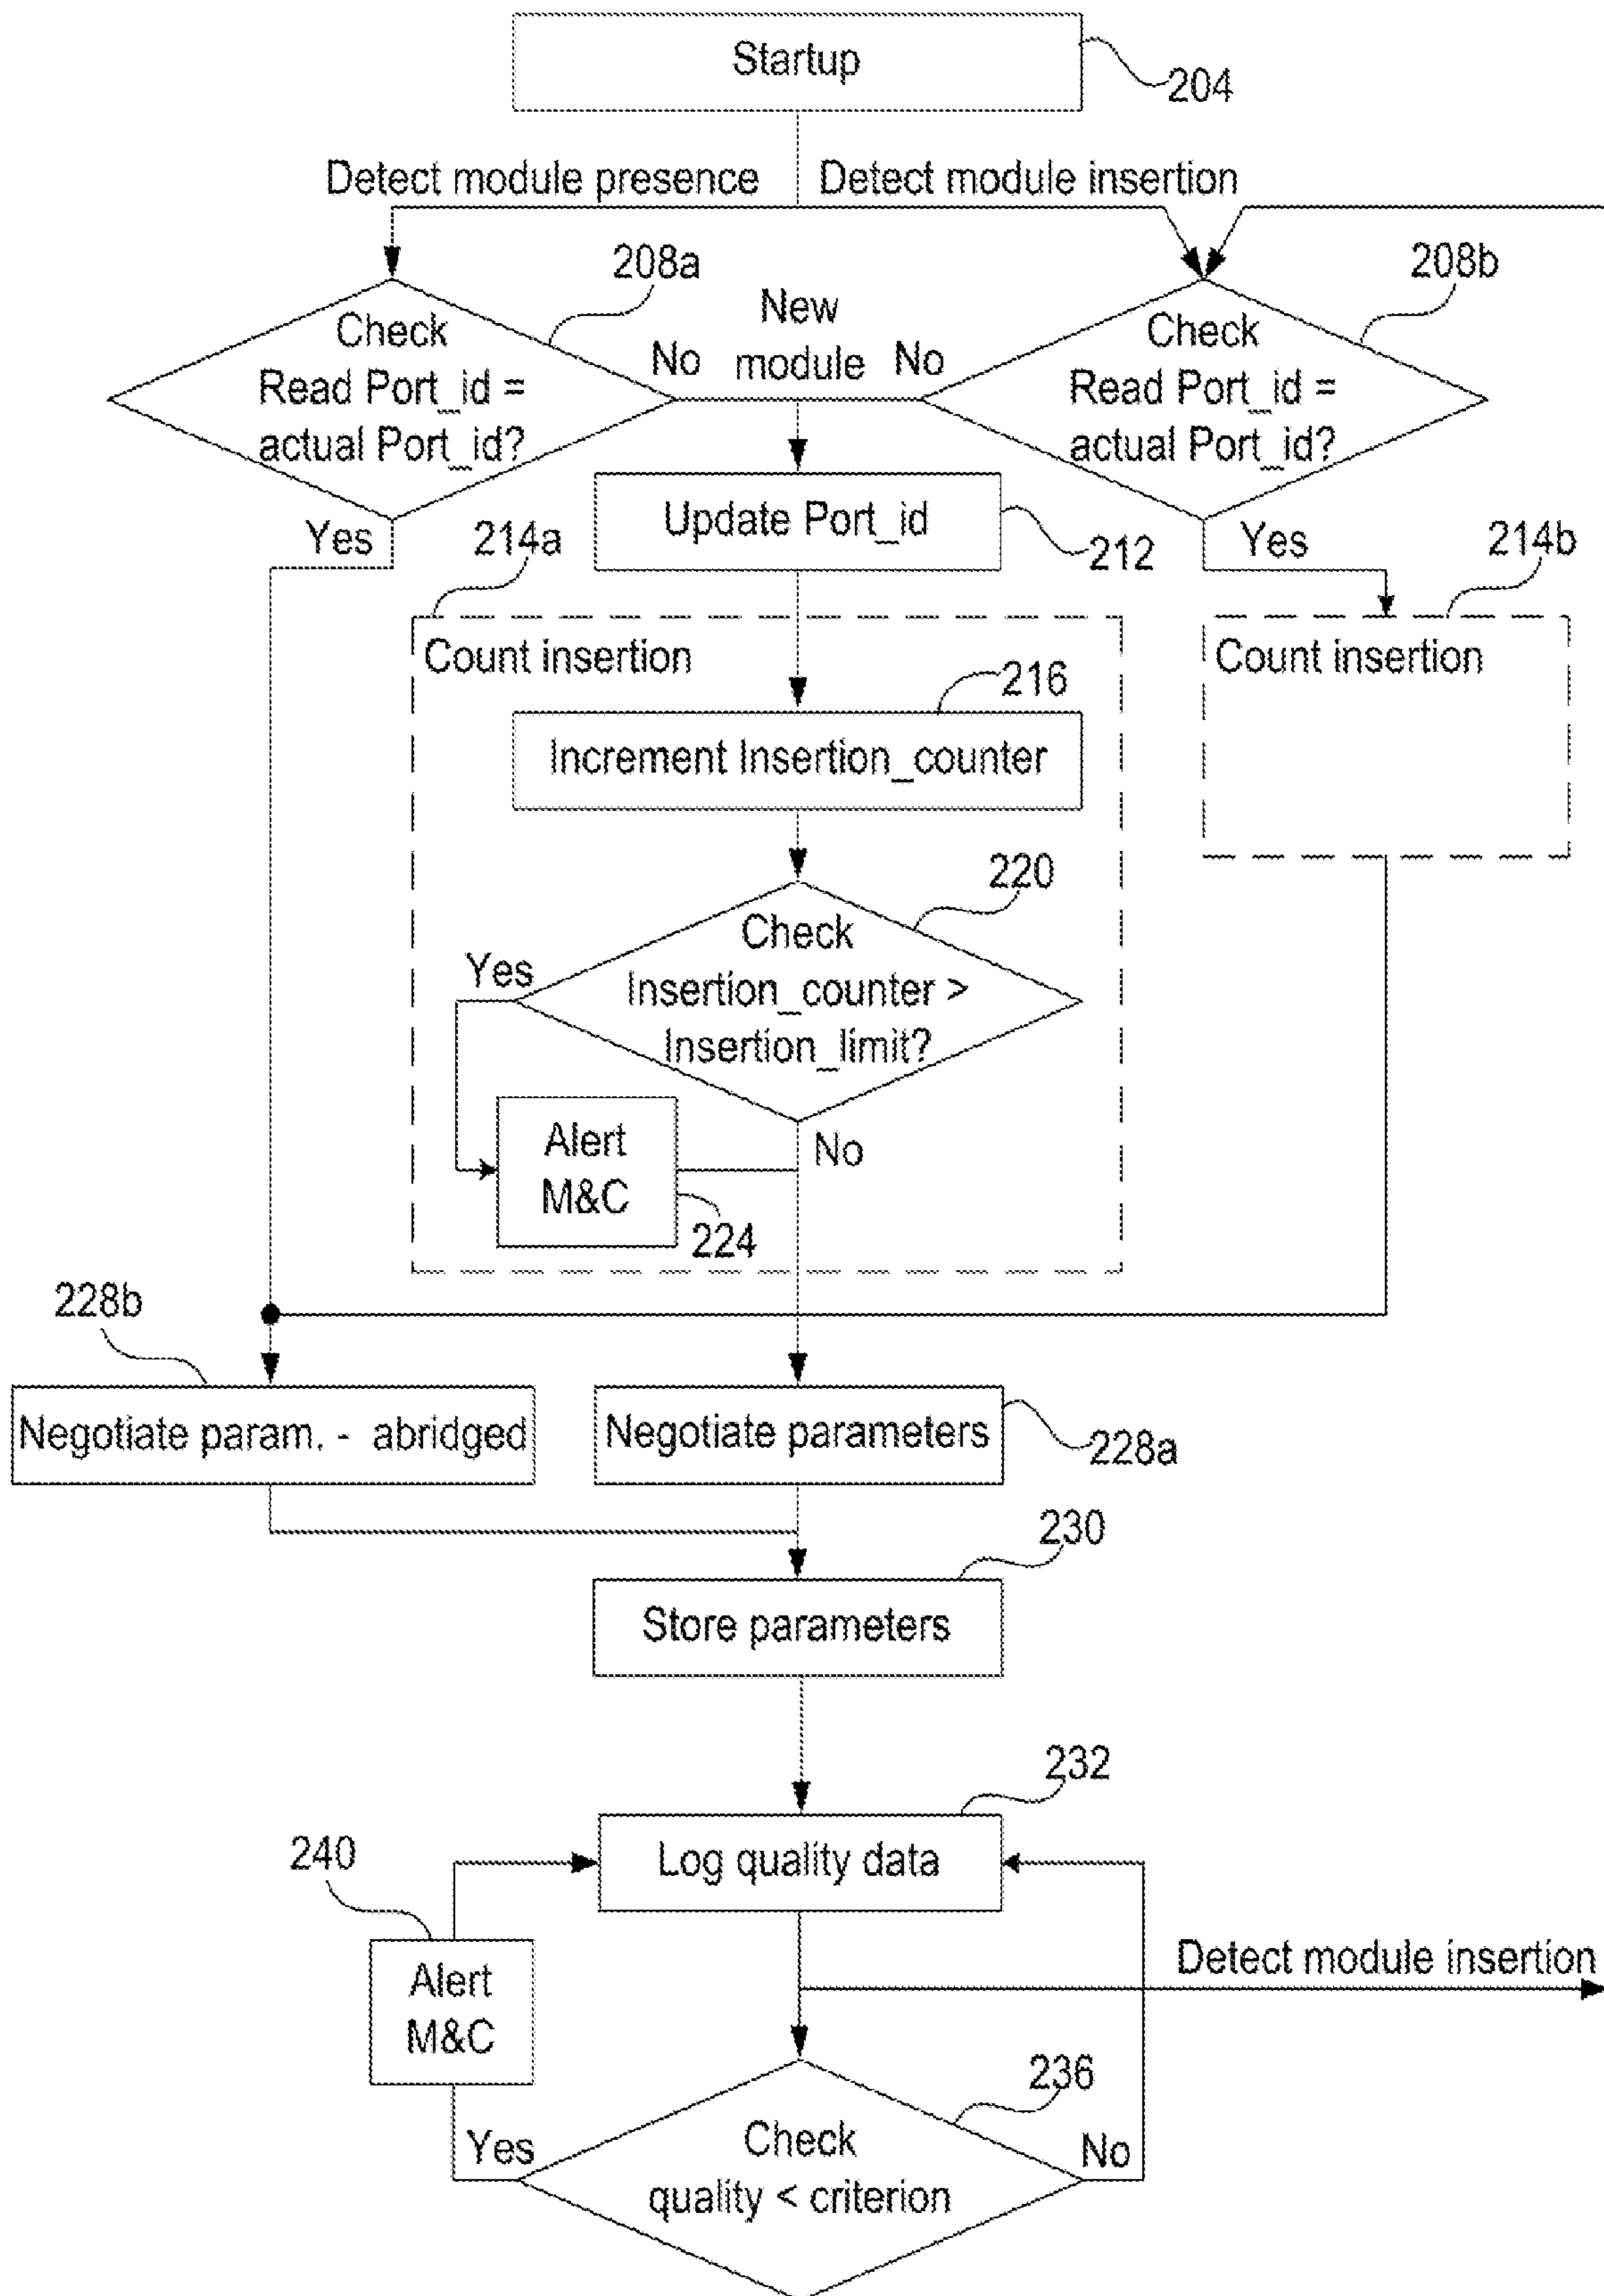 Startup
204
Detect module presence
Detect module insertion
208a
208b
Check
Read Port_id =
actual Port_id?
No
New
module
No
Check
Read Port_id =
actual Port_id?
Yes
214a
Update Port_id
212
Yes
214b
Count insertion
Count insertion
216
Increment Insertion_counter
220
Check
Insertion_counter >
Insertion_limit?
Yes
No
Alert
M&C
224
228b
Negotiate param. - abridged
Negotiate parameters
228a
230
Store parameters
232
Log quality data
240
Alert
M&C
Detect module insertion
236
Check
quality < criterion
Yes
No